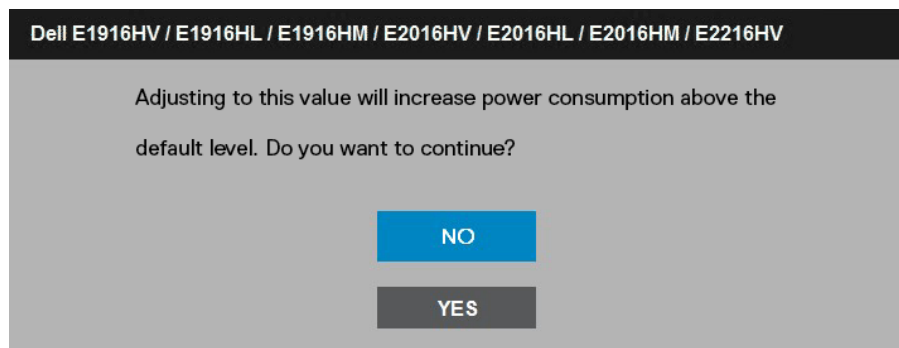 Dell E1916HV / E1916HL / E1916HM / E2016HV / E2016HL / E2016HM / E2216HV
Adjusting to this value will increase power consumption above the
default level. Do you want to continue?
NO
YES